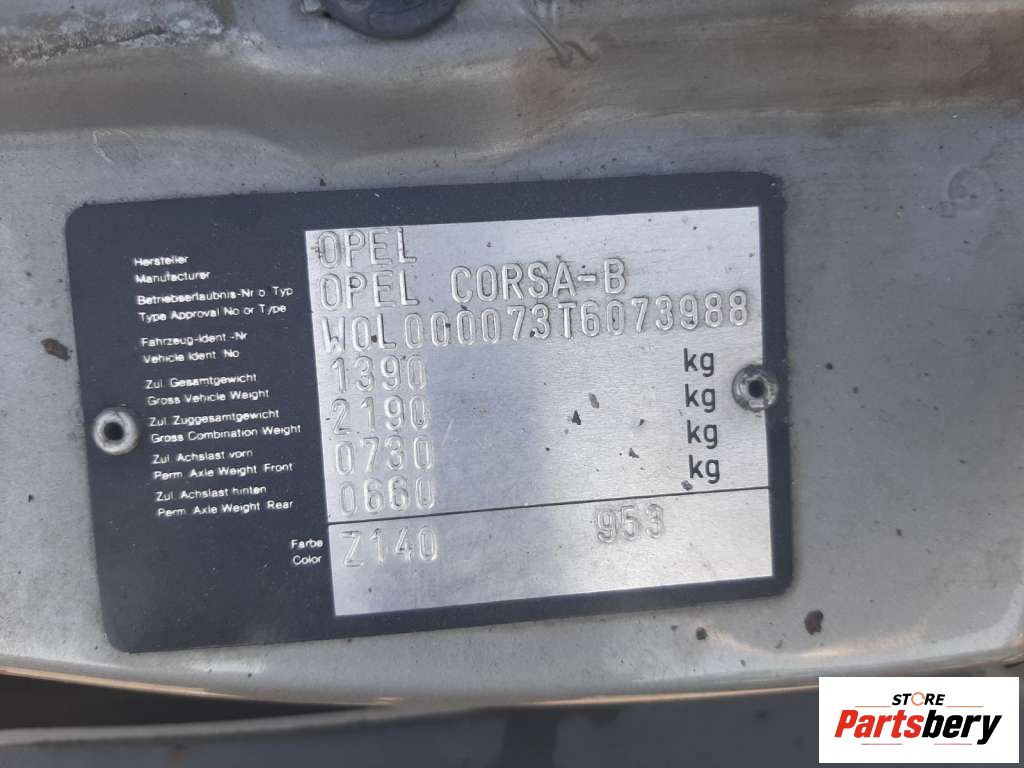 Hersteller
Manufacturer
OPEL
Betriebserlaubnis-Nr o. Typ
Type Approval No or Type
OPEL CORSA-B
Fahrzeug-Ident.-Nr
Vehicle Ident. No
W0L000073T6073988
Zul. Gesamtgewicht
Gross Vehicle Weight
1390 kg
Zul. Zuggesamtgewicht
Gross Combination Weight
2190 kg
Zul. Achslast vorn
Perm. Axle Weight Front
0730 kg
Zul. Achslast hinten
Perm. Axle Weight Rear
0660 kg
Farbe
Color
Z140 953
STORE
Partsbery